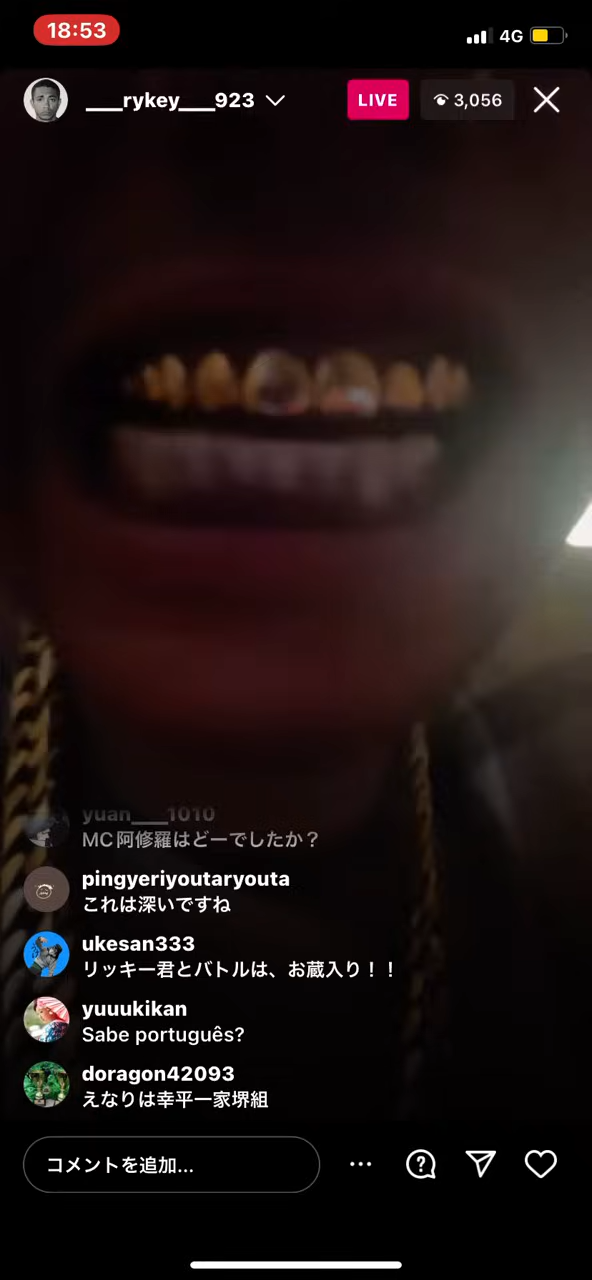 18:53
4G
___rykey___923
LIVE
3,056
yuan___1010
MC阿修羅はどーでしたか？
pingyeriyoutaryouta
これは深いですね
ukesan333
リッキー君とバトルは、お蔵入り！！
yuuukikan
Sabe português?
doragon42093
えなりは幸平一家堺組
コメントを追加...